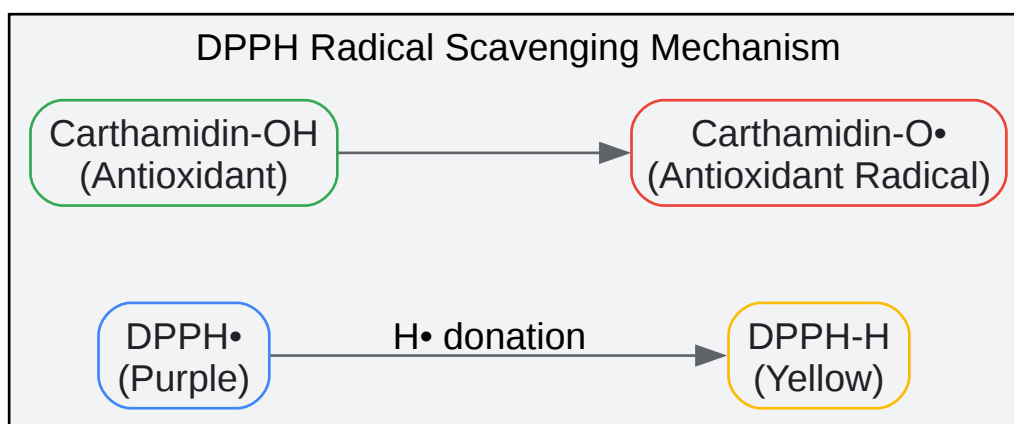 DPPH Radical Scavenging Mechanism
Carthamidin-OH
(Antioxidant)
Carthamidin-O•
(Antioxidant Radical)
DPPH•
(Purple)
H• donation
DPPH-H
(Yellow)